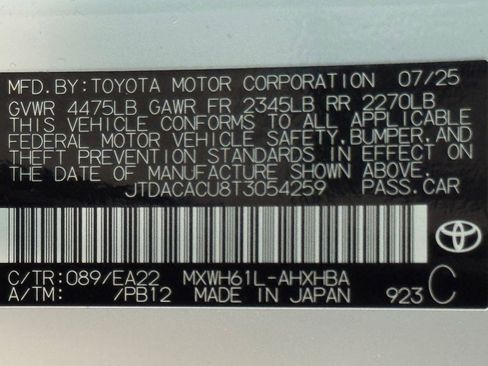 MFD.BY:TOYOTA MOTOR CORPORATION 07/25
GVWR 4475LB GAWR FR 2345LB RR 2270LB
THIS VEHICLE CONFORMS TO ALL APPLICABLE
FEDERAL MOTOR VEHICLE SAFETY,BUMPER,AND
THEFT PREVENTION STANDARDS IN EFFECT ON
THE DATE OF MANUFACTURE SHOWN ABOVE.
JTDACACU8T3054259 PASS.CAR
C/TR:089/EA22 MXWH61L-AHXHBA
A/TM: /PB12 MADE IN JAPAN 923 C